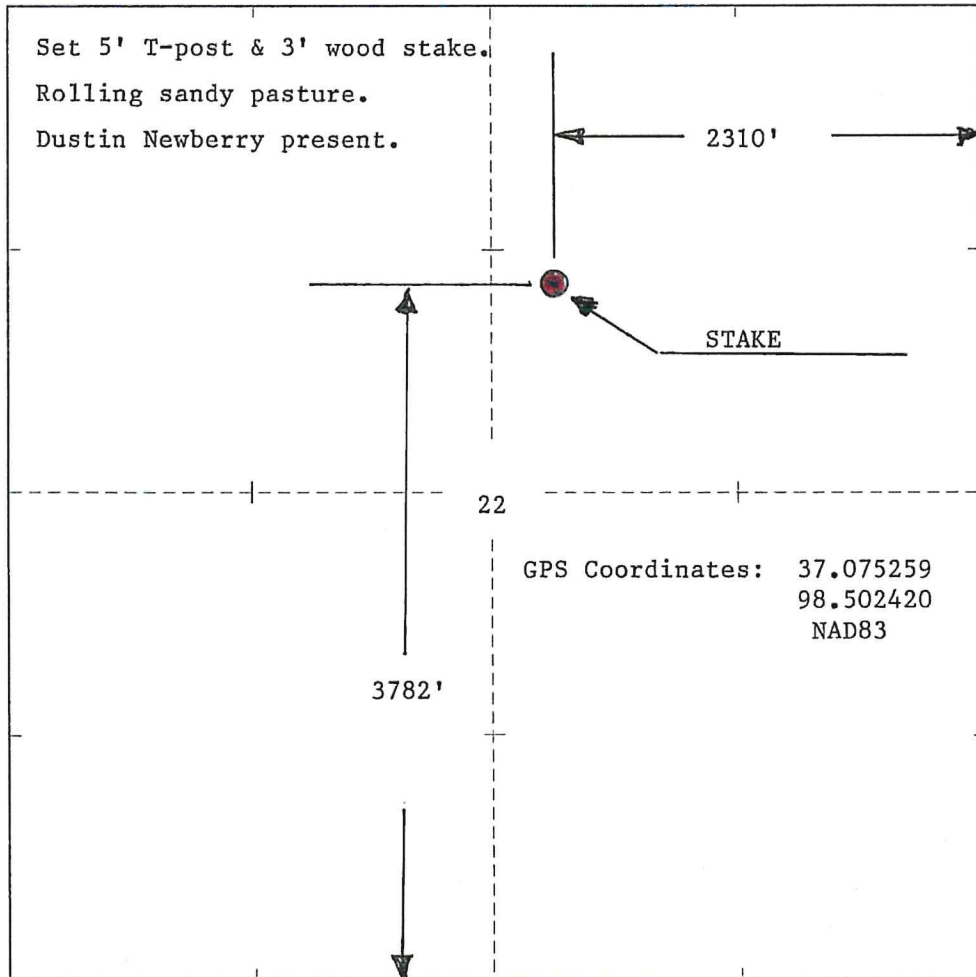 Set 5' T-post & 3' wood stake.
Rolling sandy pasture.
Dustin Newberry present.
2310'
STAKE
22
GPS Coordinates: 37.075259
98.502420
NAD83
3782'